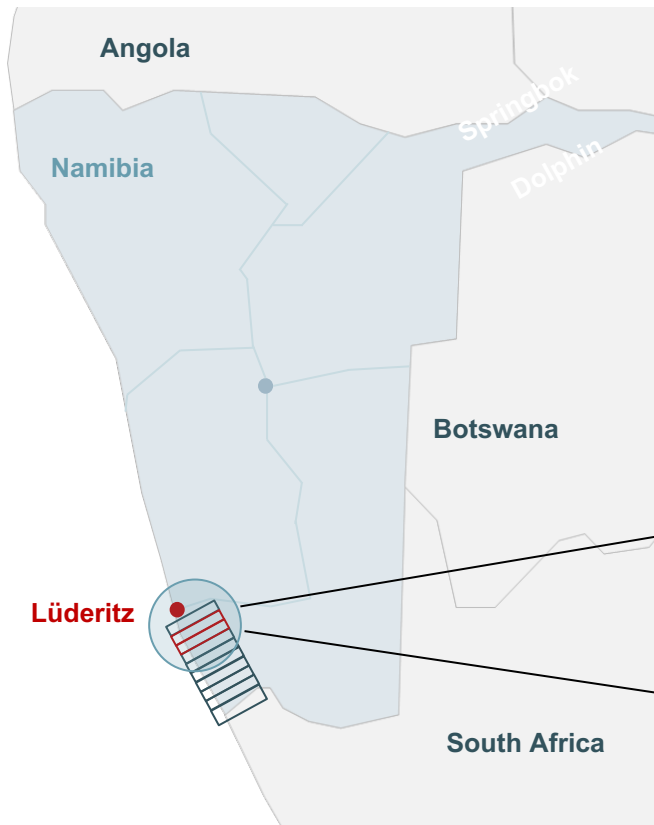 Angola
Springbok
Namibia
Dolphin
Botswana
Lüderitz
South Africa